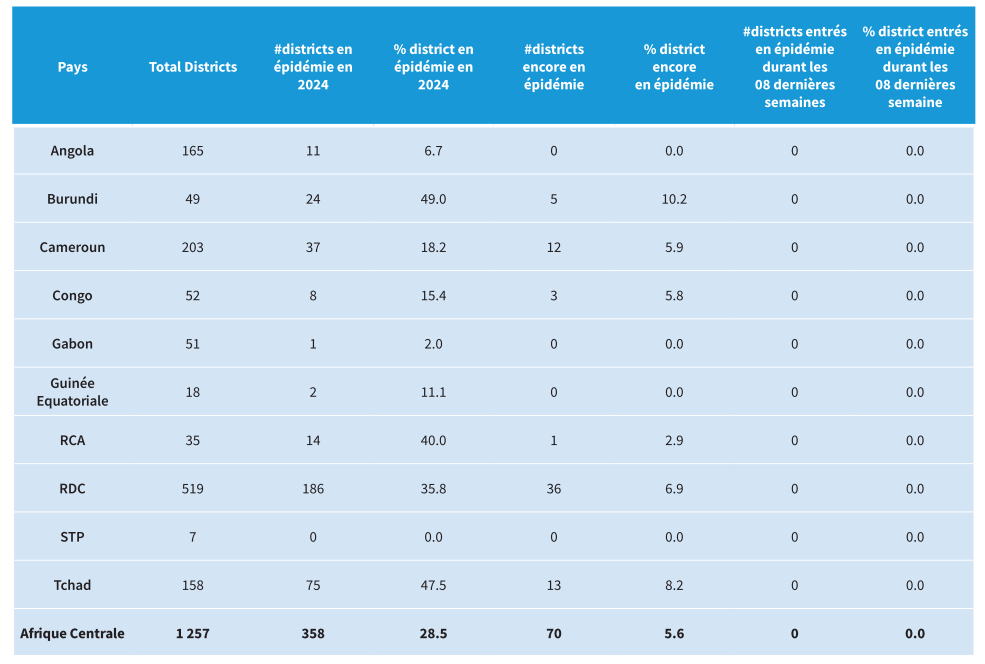 Pays Total Districts #districts en épidémie en 2024 % district en épidémie en 2024 #districts encore en épidémie % district encore en épidémie #districts entrés en épidémie durant les 08 dernières semaines % district entrés en épidémie durant les 08 dernières semaine
Angola 165 11 6.7 0 0.0 0 0.0
Burundi 49 24 49.0 5 10.2 0 0.0
Cameroun 203 37 18.2 12 5.9 0 0.0
Congo 52 8 15.4 3 5.8 0 0.0
Gabon 51 1 2.0 0 0.0 0 0.0
Guinée Equatoriale 18 2 11.1 0 0.0 0 0.0
RCA 35 14 40.0 1 2.9 0 0.0
RDC 519 186 35.8 36 6.9 0 0.0
STP 7 0 0.0 0 0.0 0 0.0
Tchad 158 75 47.5 13 8.2 0 0.0
Afrique Centrale 1 257 358 28.5 70 5.6 0 0.0